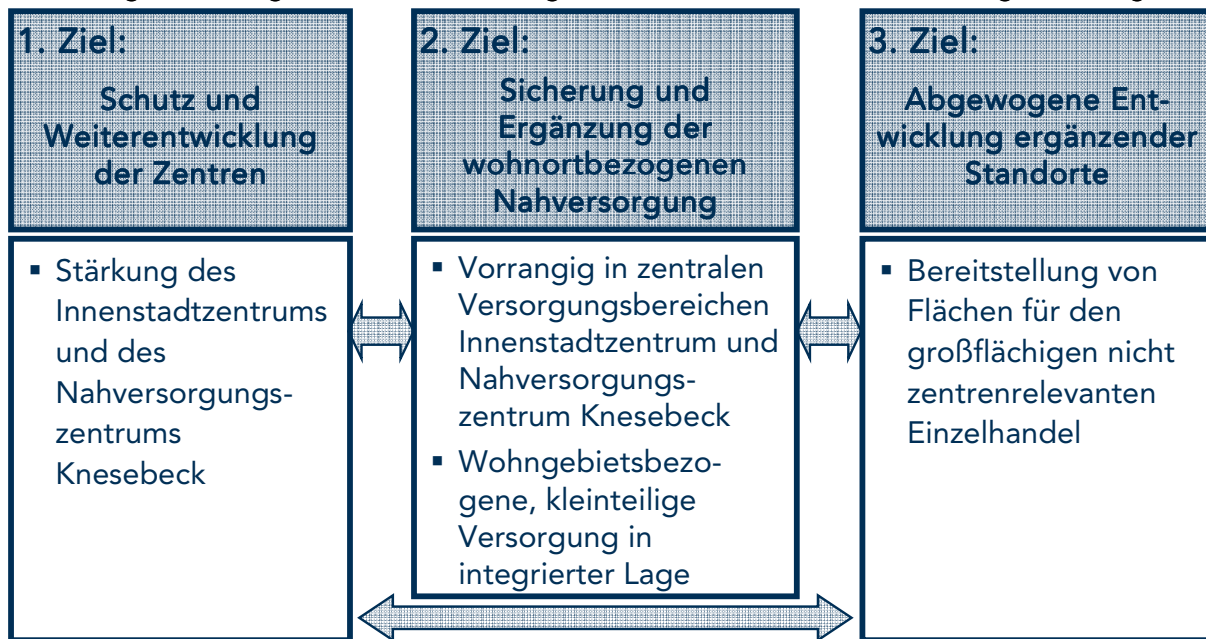 1. Ziel:
Schutz und
Weiterentwicklung
der Zentren
▪ Stärkung des
Innenstadtzentrums
und des
Nahversorgungs-
zentrums
Knesebeck
2. Ziel:
Sicherung und
Ergänzung der
wohnortbezogenen
Nahversorgung
▪ Vorrangig in zentralen
Versorgungsbereichen
Innenstadtzentrum und
Nahversorgungs-
zentrum Knesebeck
▪ Wohngebietsbezo-
gene, kleinteilige
Versorgung in
integrierter Lage
3. Ziel:
Abgewogene Ent-
wicklung ergänzender
Standorte
▪ Bereitstellung von
Flächen für den
großflächigen nicht
zentrenrelevanten
Einzelhandel